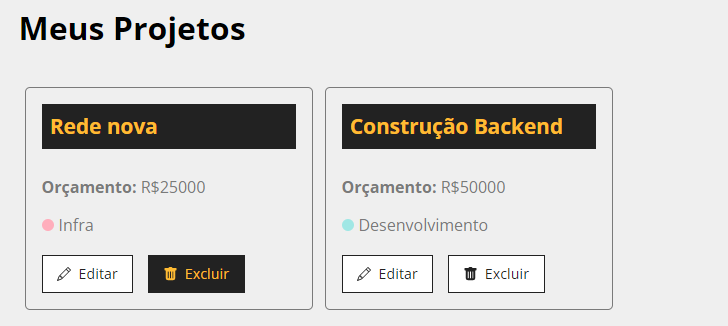 Meus Projetos
Rede nova
Orçamento: R$25000
Infra
Editar Excluir
Construção Backend
Orçamento: R$50000
Desenvolvimento
Editar Excluir